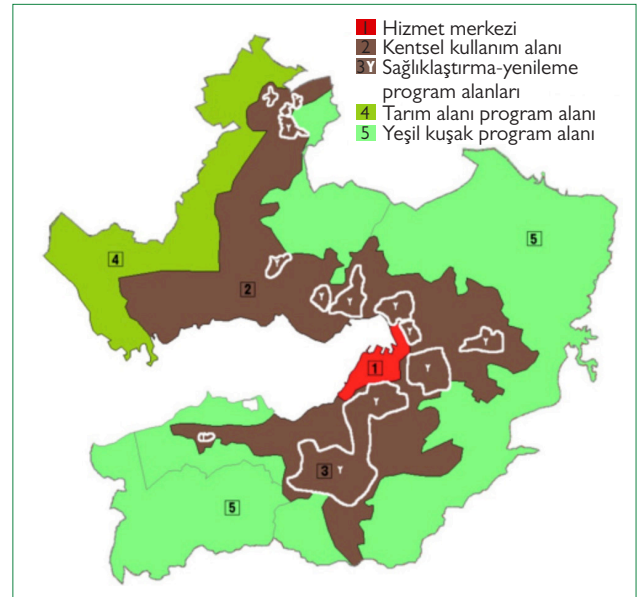 1 Hizmet merkezi
2 Kentsel kullanım alanı
3Y Sağlıklaştırma-yenileme
program alanları
4 Tarım alanı program alanı
5 Yeşil kuşak program alanı
Y
5
4
Y
2
Y
Y
Y
Y
Y
1
Y
Y
3 Y
5